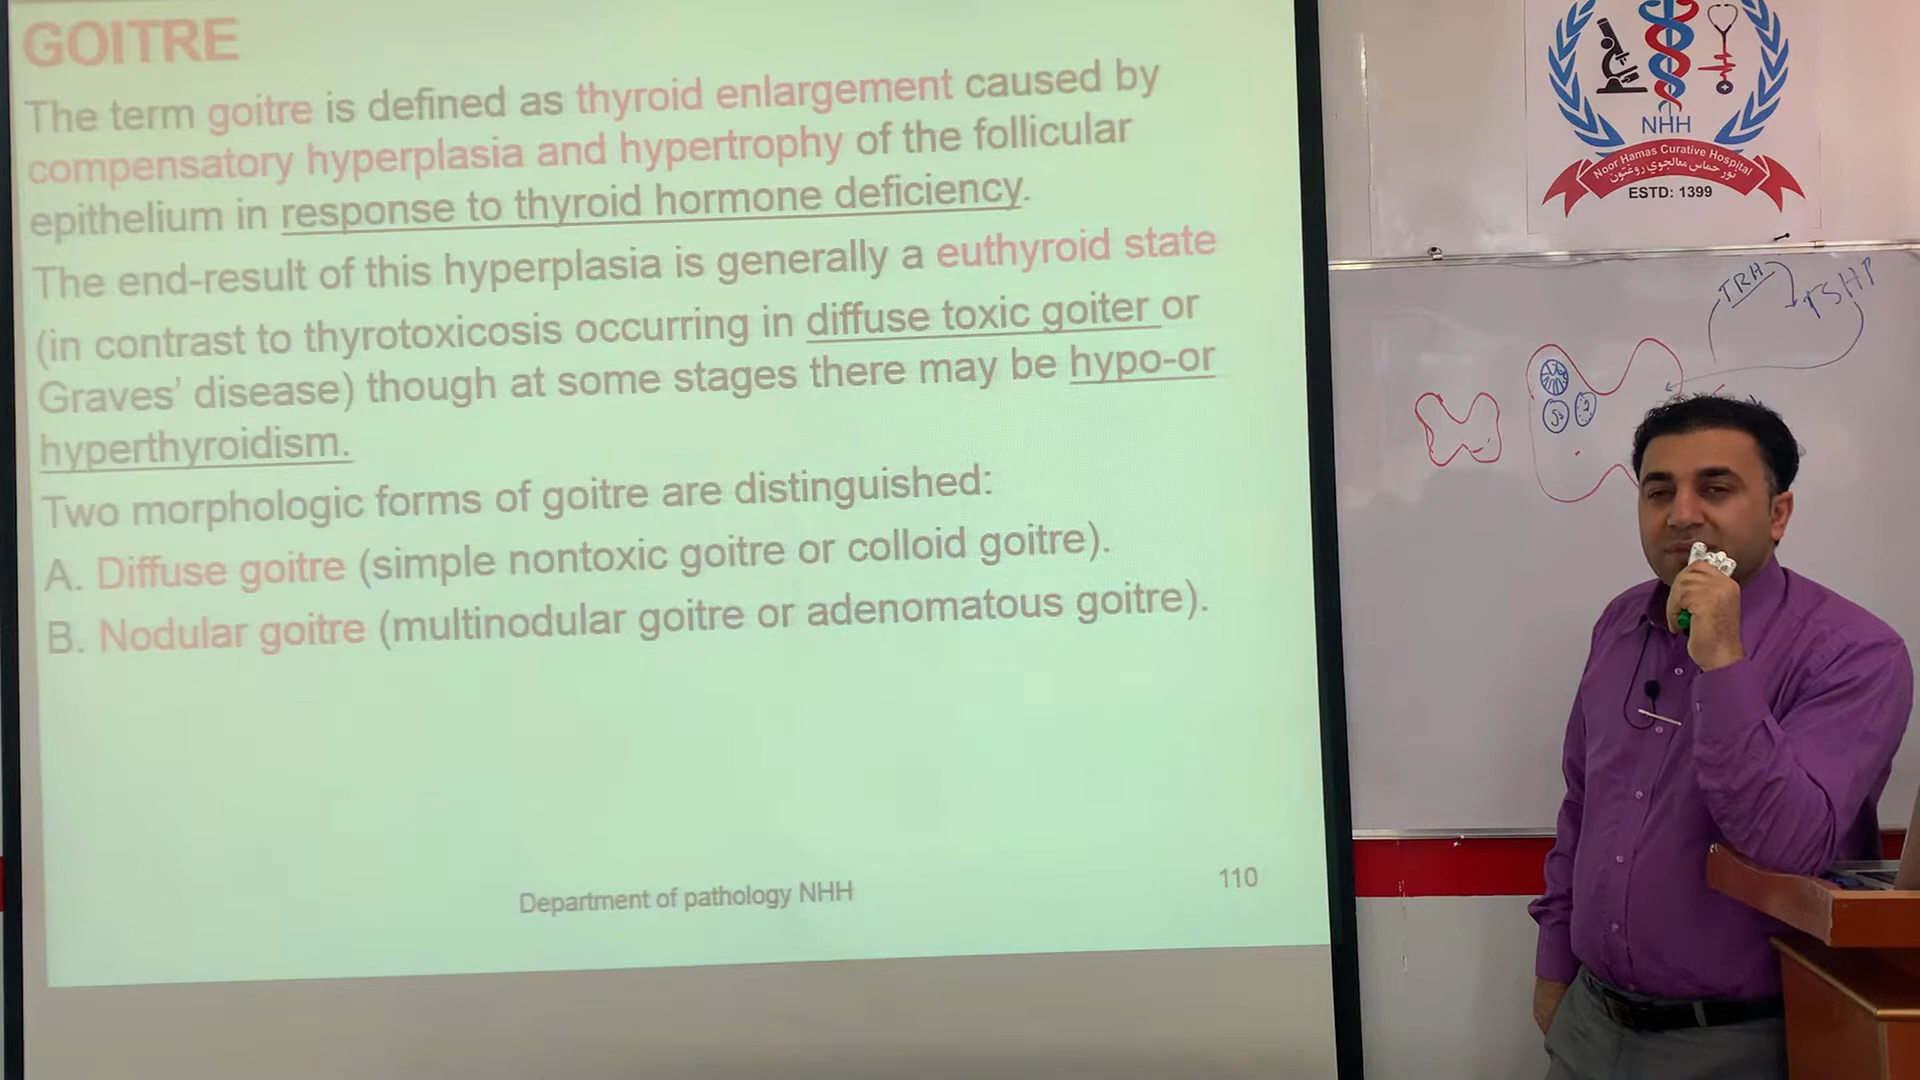 GOITRE
The term goitre is defined as thyroid enlargement caused by
compensatory hyperplasia and hypertrophy of the follicular
epithelium in response to thyroid hormone deficiency.
The end-result of this hyperplasia is generally a euthyroid state
(in contrast to thyrotoxicosis occurring in diffuse toxic goiter or
Graves' disease) though at some stages there may be hypo-or
hyperthyroidism.
Two morphologic forms of goitre are distinguished:
A. Diffuse goitre (simple nontoxic goitre or colloid goitre).
B. Nodular goitre (multinodular goitre or adenomatous goitre).
Department of pathology NHH
110
NHH
Noor Hamas Curative Hospital
نور حماس معالجوي روغتون
ESTD: 1399
TRH